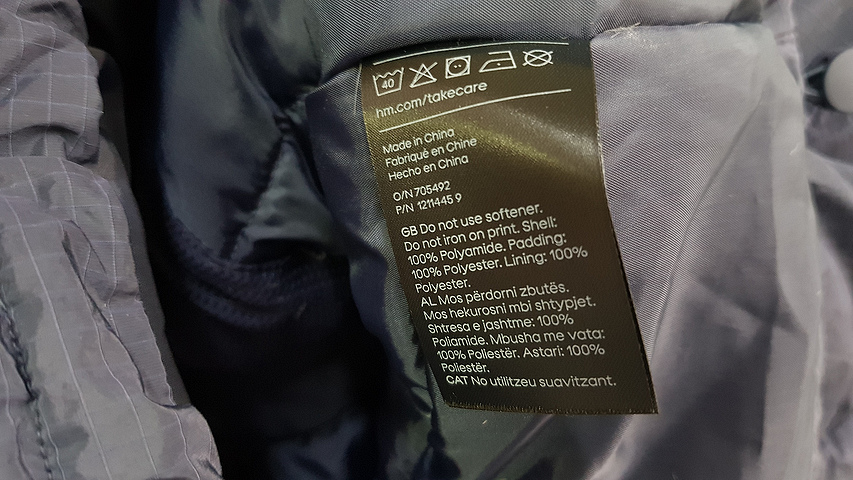 40
hm.com/takecare
Made in China
Fabriqué en Chine
Hecho en China
O/N 705492
P/N 1211445 9
GB Do not use softener.
Do not iron on print. Shell:
100% Polyamide. Padding:
100% Polyester. Lining: 100%
Polyester.
AL Mos përdorni zbutës.
Mos hekurosni mbi shtypjet.
Shtresa e jashtme: 100%
Poliamide. Mbusha me vata:
100% Poliestër. Astari: 100%
Poliestër.
CAT No utilitzeu suavitzant.